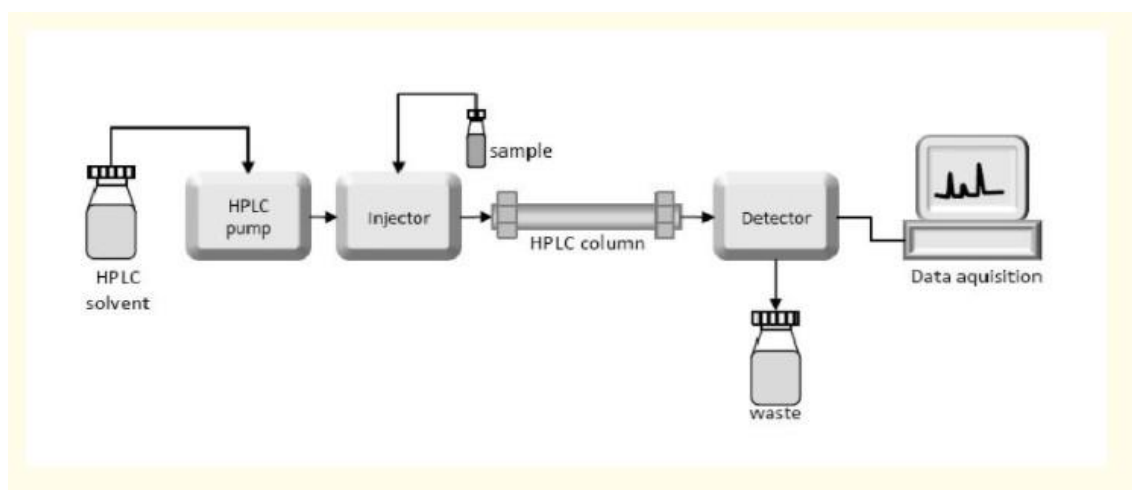 HPLC
solvent
HPLC
pump
Injector
sample
HPLC column
Detector
waste
Data aquisition